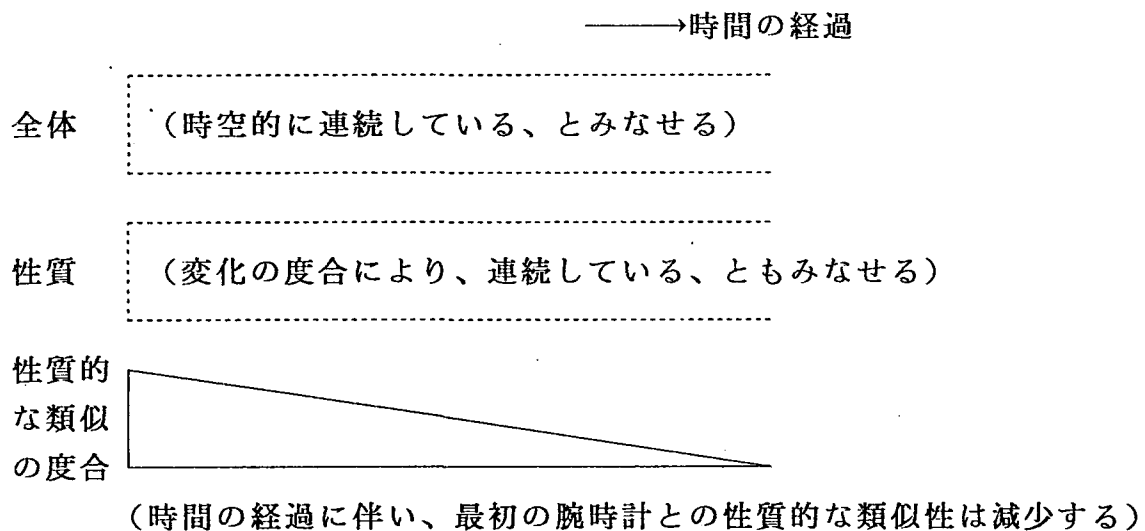 ───→時間の経過
全体 （時空的に連続している、とみなせる）
性質 （変化の度合により、連続している、ともみなせる）
性質的
な類似
の度合
（時間の経過に伴い、最初の腕時計との性質的な類似性は減少する）